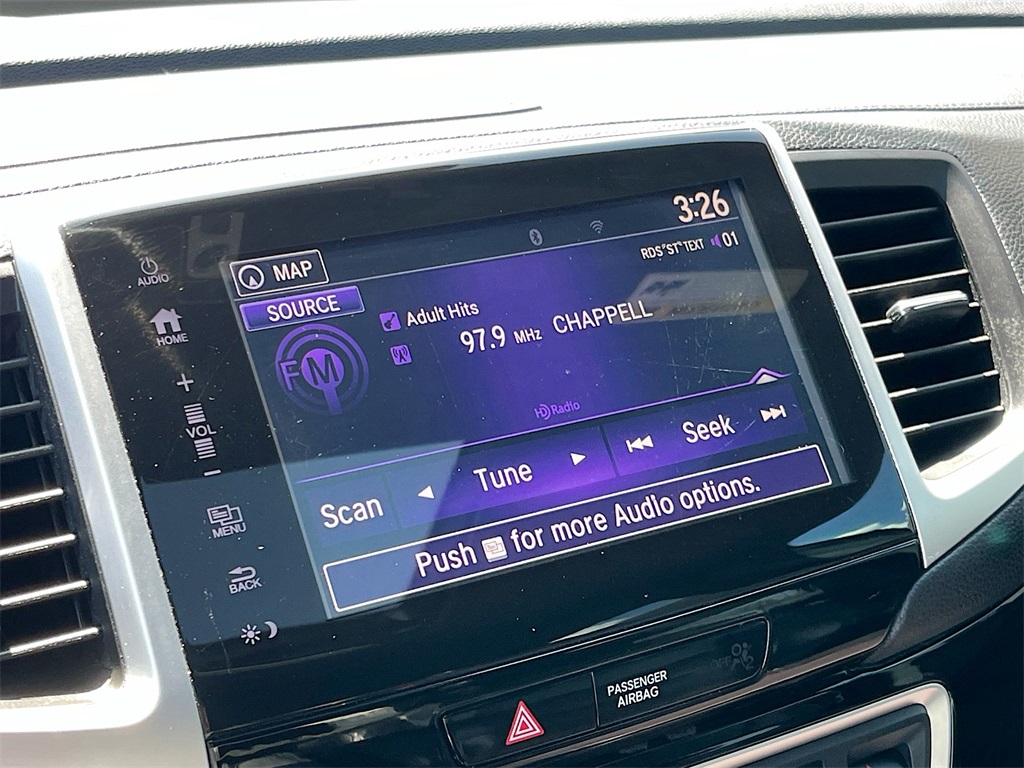 3:26
AUDIO
MAP
RDS "ST" TEXT 01
SOURCE
HOME
Adult Hits
97.9 MHz CHAPPELL
FM
+
VOL
-
HD Radio
Scan
Tune
Seek
MENU
Push for more Audio options.
BACK
PASSENGER
AIRBAG
OFF